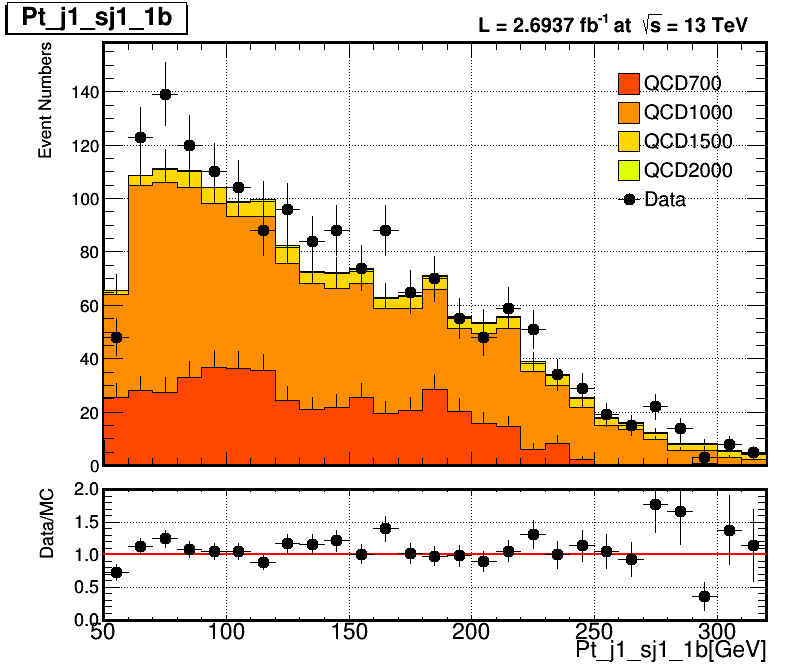 Pt_j1_sj1_1b
L = 2.6937 fb-1 at √s = 13 TeV
Event Numbers
140
120
100
80
60
40
20
0
QCD700
QCD1000
QCD1500
QCD2000
Data
Data/MC
2.0
1.5
1.0
0.5
0.0
50 100 150 200 250 300
Pt_j1_sj1_1b[GeV]